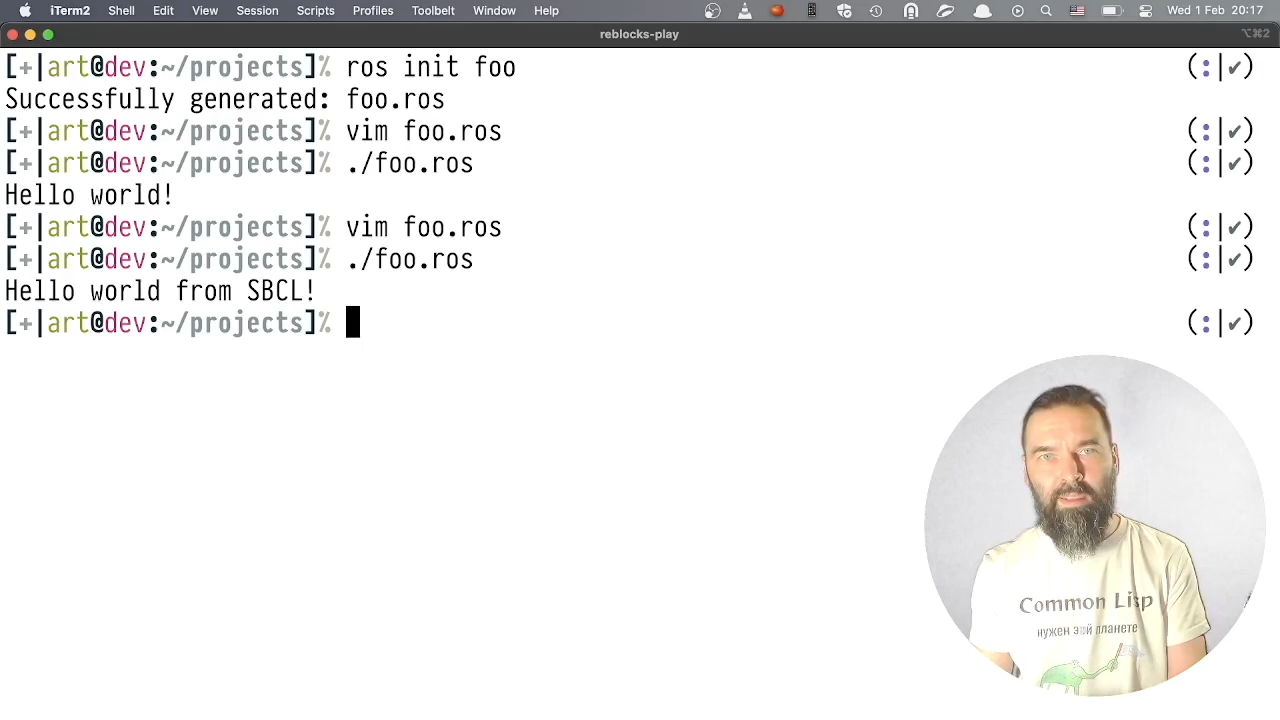 iTerm2 Shell Edit View Session Scripts Profiles Toolbelt Window Help Wed 1 Feb 20:17
reblocks-play ⌥⌘2
[+|art@dev:~/projects]% ros init foo (:|✔)
Successfully generated: foo.ros
[+|art@dev:~/projects]% vim foo.ros (:|✔)
[+|art@dev:~/projects]% ./foo.ros (:|✔)
Hello world!
[+|art@dev:~/projects]% vim foo.ros (:|✔)
[+|art@dev:~/projects]% ./foo.ros (:|✔)
Hello world from SBCL!
[+|art@dev:~/projects]% (:|✔)
Common Lisp
нужен этой планете